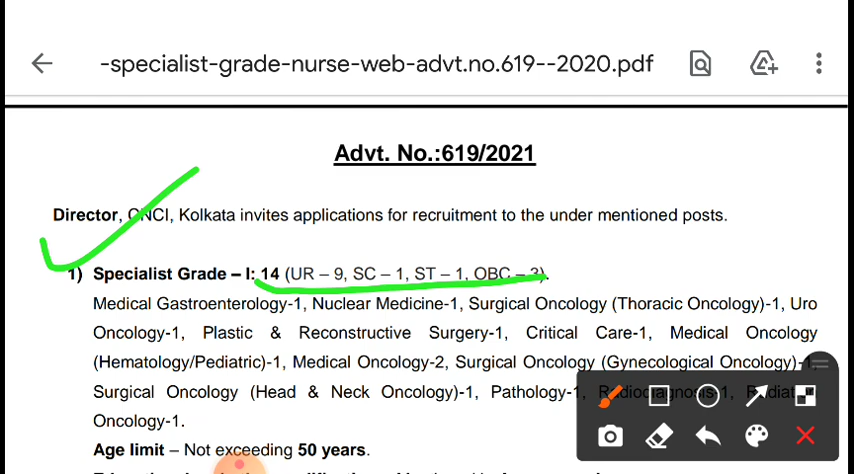 -specialist-grade-nurse-web-advt.no.619--2020.pdf
Advt. No.:619/2021
Director, CNCI, Kolkata invites applications for recruitment to the under mentioned posts.
1) Specialist Grade – I: 14 (UR – 9, SC – 1, ST – 1, OBC – 3).
Medical Gastroenterology-1, Nuclear Medicine-1, Surgical Oncology (Thoracic Oncology)-1, Uro
Oncology-1, Plastic & Reconstructive Surgery-1, Critical Care-1, Medical Oncology
(Hematology/Pediatric)-1, Medical Oncology-2, Surgical Oncology (Gynecological Oncology)-1,
Surgical Oncology (Head & Neck Oncology)-1, Pathology-1, Radiodiagnosis-1,
Oncology-1.
Age limit – Not exceeding 50 years.